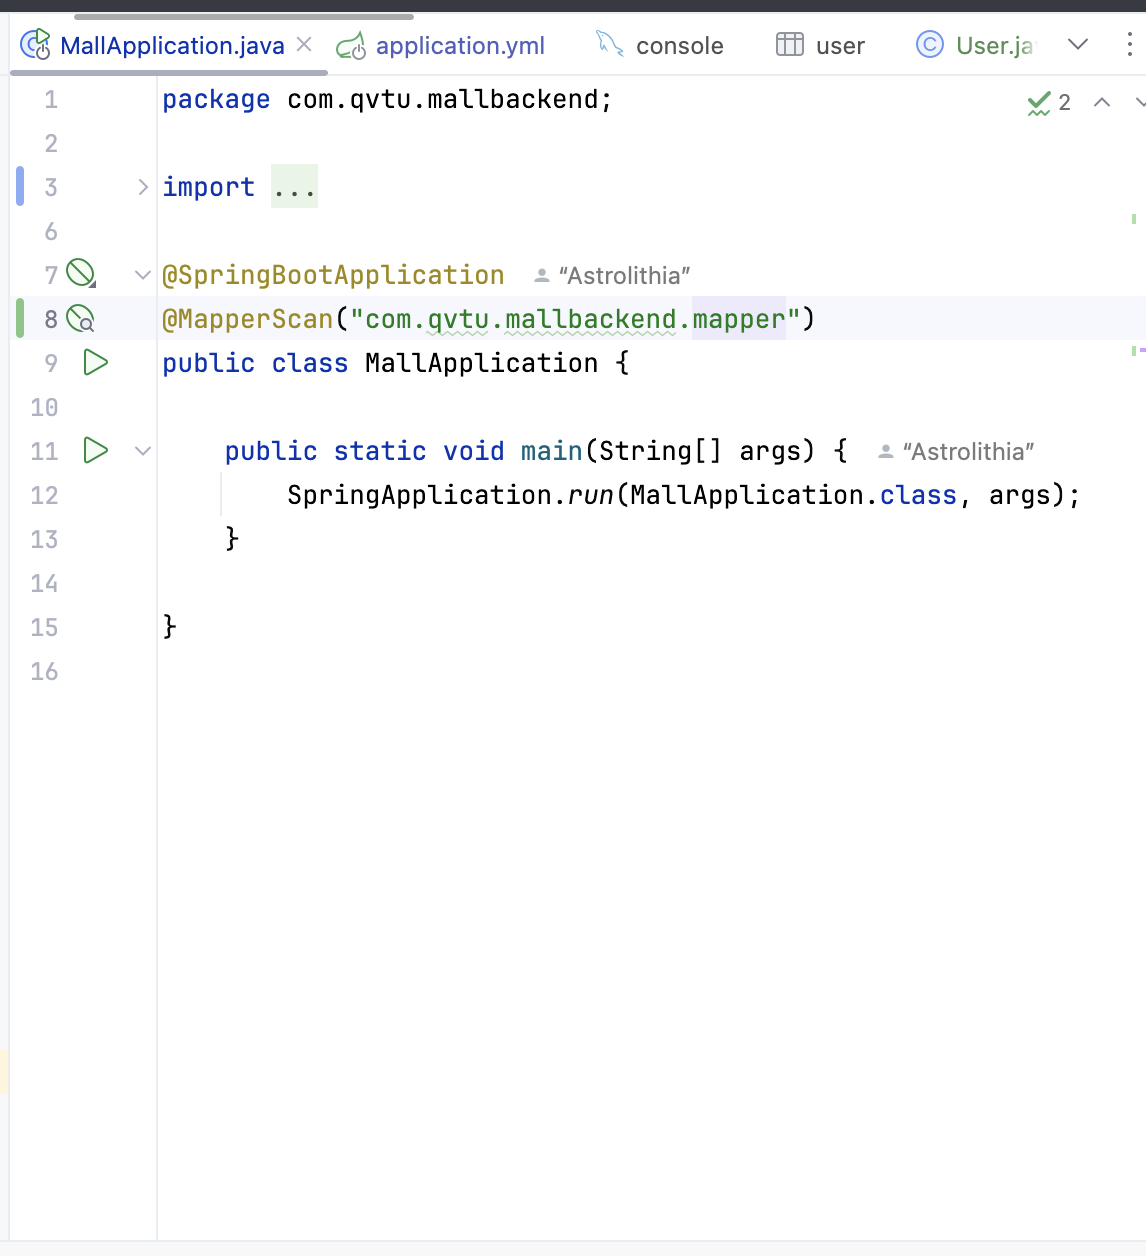 MallApplication.java application.yml console user User.ja
1 package com.qvtu.mallbackend; 2
2
3 import ...
6
7 @SpringBootApplication “Astrolithia”
8 @MapperScan("com.qvtu.mallbackend.mapper")
9 public class MallApplication {
10
11 public static void main(String[] args) { “Astrolithia”
12 SpringApplication.run(MallApplication.class, args);
13 }
14
15 }
16